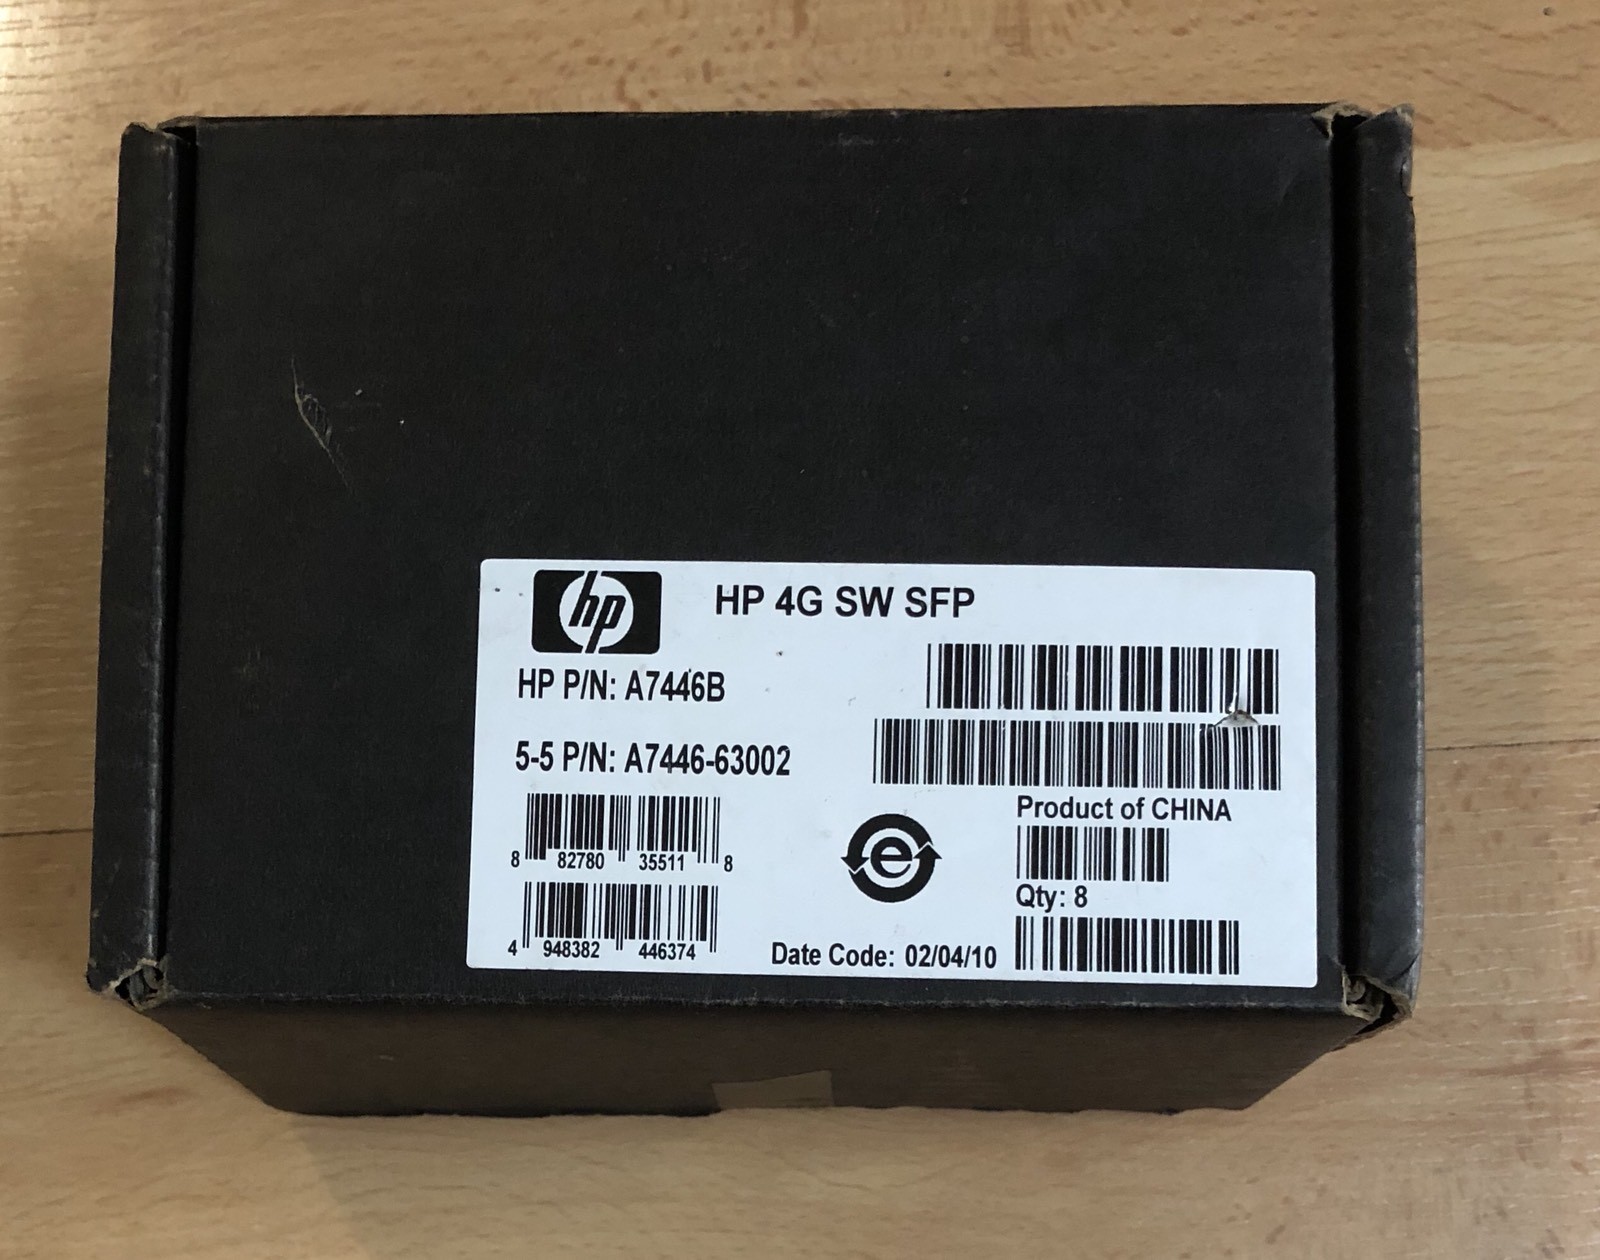 hp
HP 4G SW SFP
HP P/N: A7446B
5-5 P/N: A7446-63002
Product of CHINA
8 82780 35511 8
e
Qty: 8
4 948382 446374
Date Code: 02/04/10